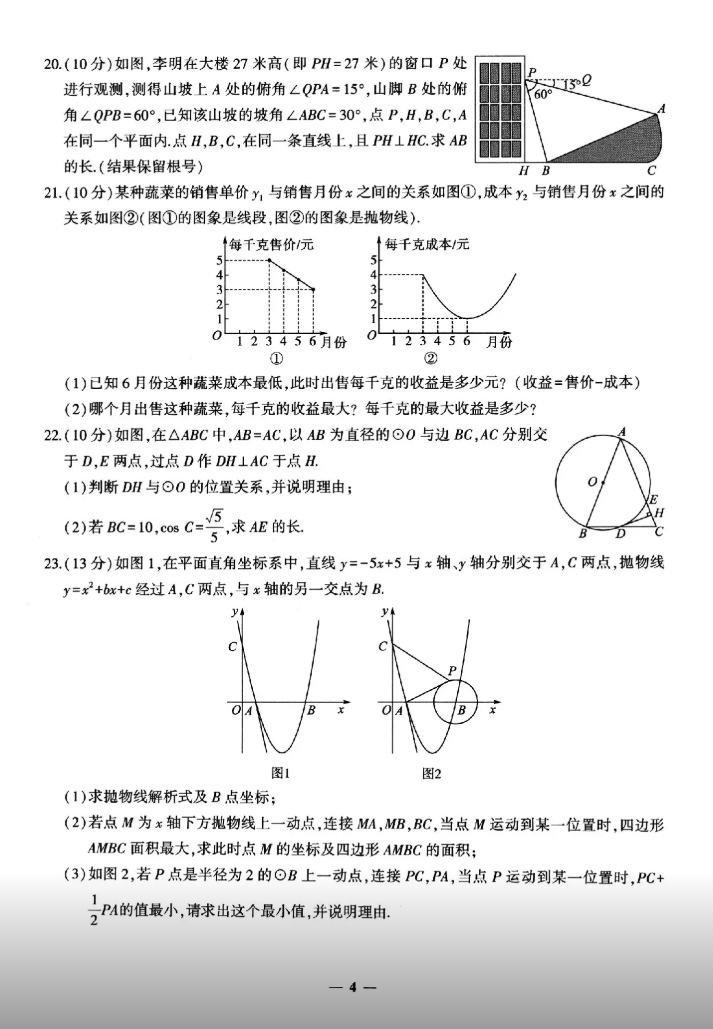 20.(10分)如图,李明在大楼27米高(即PH=27米)的窗口P处
进行观测,测得山坡上A处的俯角∠QPA=15°,山脚B处的俯
角∠QPB=60°,已知该山坡的坡角∠ABC=30°,点P,H,B,C,A
在同一个平面内.点H,B,C,在同一条直线上,且PH⊥HC.求AB
的长.(结果保留根号)
P
15°
Q
60°
A
H B C
21.(10分)某种蔬菜的销售单价y₁与销售月份x之间的关系如图①,成本y₂与销售月份x之间的
关系如图②(图①的图象是线段,图②的图象是抛物线).
每千克售价/元
5
4
3
2
1
O 1 2 3 4 5 6 月份
①
每千克成本/元
5
4
3
2
1
O 1 2 3 4 5 6 月份
②
(1)已知6月份这种蔬菜成本最低,此时出售每千克的收益是多少元?(收益=售价-成本)
(2)哪个月出售这种蔬菜,每千克的收益最大?每千克的最大收益是多少?
22.(10分)如图,在△ABC中,AB=AC,以AB为直径的⊙O与边BC,AC分别交
于D,E两点,过点D作DH⊥AC于点H.
(1)判断DH与⊙O的位置关系,并说明理由;
(2)若BC=10,cos C=√5/5,求AE的长.
A
O
E
H
B D C
23.(13分)如图1,在平面直角坐标系中,直线y=-5x+5与x轴、y轴分别交于A,C两点,抛物线
y=x²+bx+c经过A,C两点,与x轴的另一交点为B.
y
C
O A B x
图1
y
C
P
O A B x
图2
(1)求抛物线解析式及B点坐标;
(2)若点M为x轴下方抛物线上一动点,连接MA,MB,BC,当点M运动到某一位置时,四边形
AMBC面积最大,求此时点M的坐标及四边形AMBC的面积;
(3)如图2,若P点是半径为2的⊙B上一动点,连接PC,PA,当点P运动到某一位置时,PC+
1/2PA的值最小,请求出这个最小值,并说明理由.
— 4 —